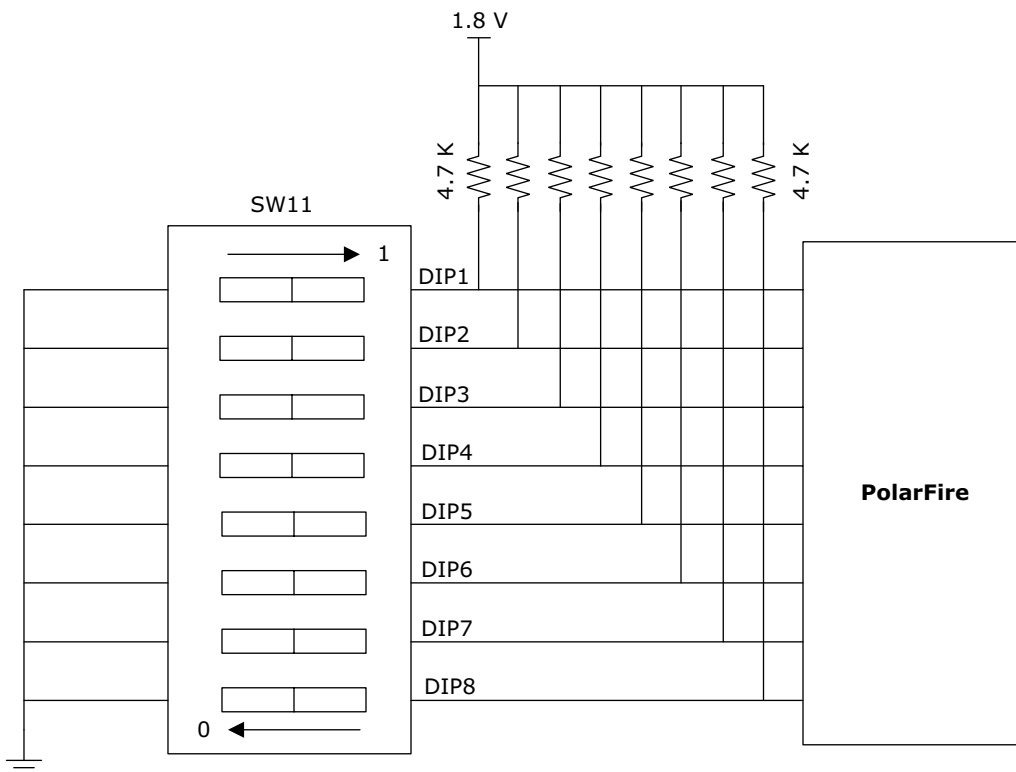 1.8 V
4.7 K
4.7 K
SW11
1
DIP1
DIP2
DIP3
DIP4
DIP5
PolarFire
DIP6
DIP7
DIP8
0